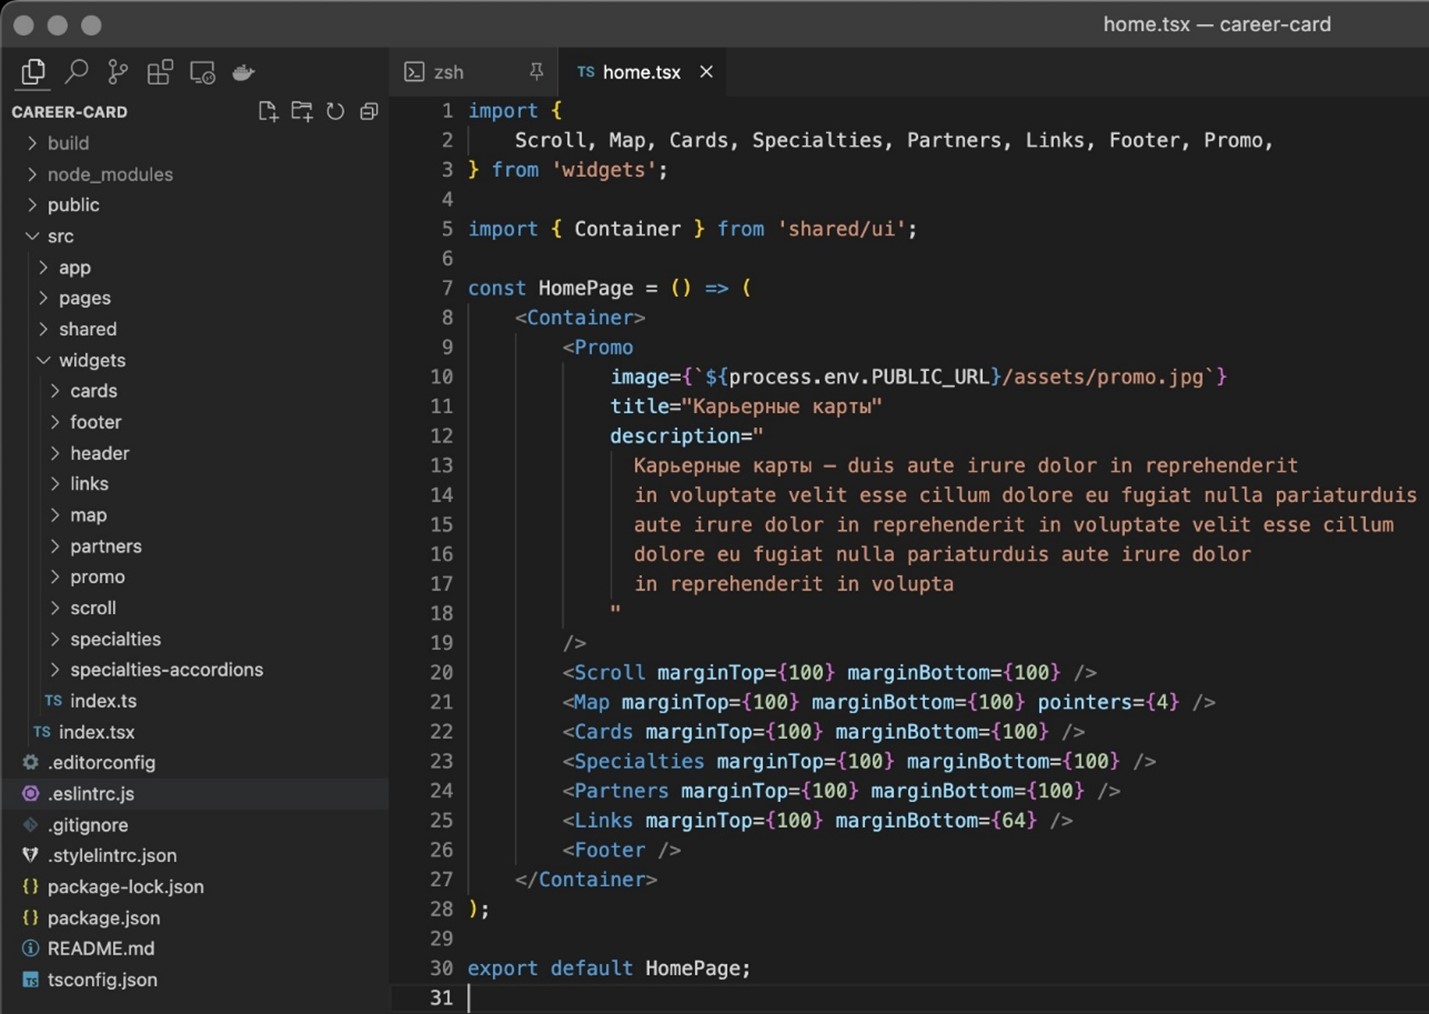 home.tsx — career-card
zsh
TS home.tsx
CAREER-CARD
build
node_modules
public
src
app
pages
shared
widgets
cards
footer
header
links
map
partners
promo
scroll
specialties
specialties-accordions
TS index.ts
TS index.tsx
.editorconfig
.eslintrc.js
.gitignore
.stylelintrc.json
{} package-lock.json
{} package.json
README.md
TS tsconfig.json
1 import {
2 Scroll, Map, Cards, Specialties, Partners, Links, Footer, Promo,
3 } from 'widgets';
4
5 import { Container } from 'shared/ui';
6
7 const HomePage = () => (
8 <Container>
9 <Promo
10 image={`${process.env.PUBLIC_URL}/assets/promo.jpg`}
11 title="Карьерные карты"
12 description="
13 Карьерные карты — duis aute irure dolor in reprehenderit
14 in voluptate velit esse cillum dolore eu fugiat nulla pariaturduis
15 aute irure dolor in reprehenderit in voluptate velit esse cillum
16 dolore eu fugiat nulla pariaturduis aute irure dolor
17 in reprehenderit in volupta
18 "
19 />
20 <Scroll marginTop={100} marginBottom={100} />
21 <Map marginTop={100} marginBottom={100} pointers={4} />
22 <Cards marginTop={100} marginBottom={100} />
23 <Specialties marginTop={100} marginBottom={100} />
24 <Partners marginTop={100} marginBottom={100} />
25 <Links marginTop={100} marginBottom={64} />
26 <Footer />
27 </Container>
28 );
29
30 export default HomePage;
31